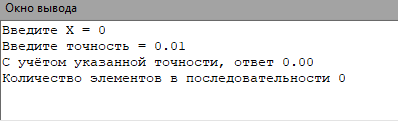 Окно вывода
Введите X = 0
Введите точность = 0.01
С учётом указанной точности, ответ 0.00
Количество элементов в последовательности 0